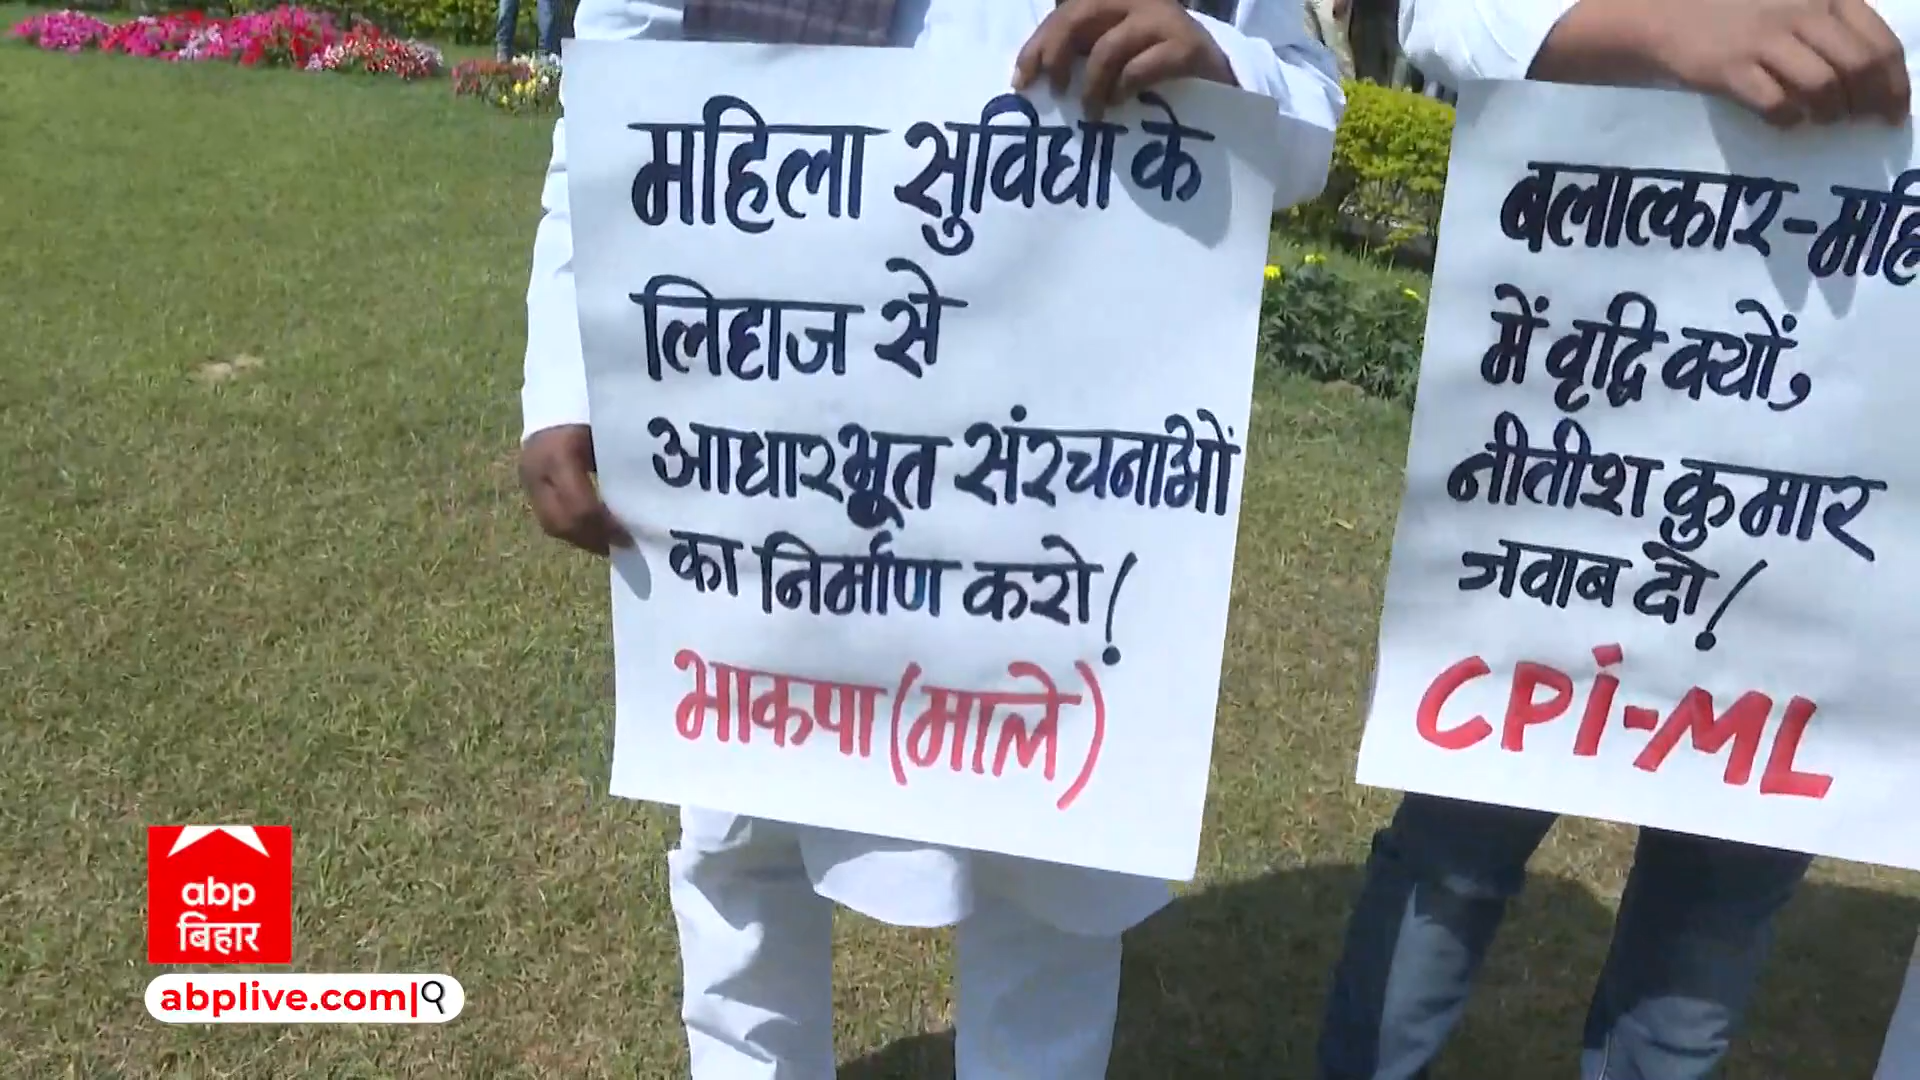 महिला सुविधा के
लिहाज से
आधारभूत संरचनाओं
का निर्माण करो!
भाकपा (माले)
बलात्कार-महि
में वृद्धि क्यों,
नीतीश कुमार
जवाब दो!
CPI-ML
abp
बिहार
abplive.com